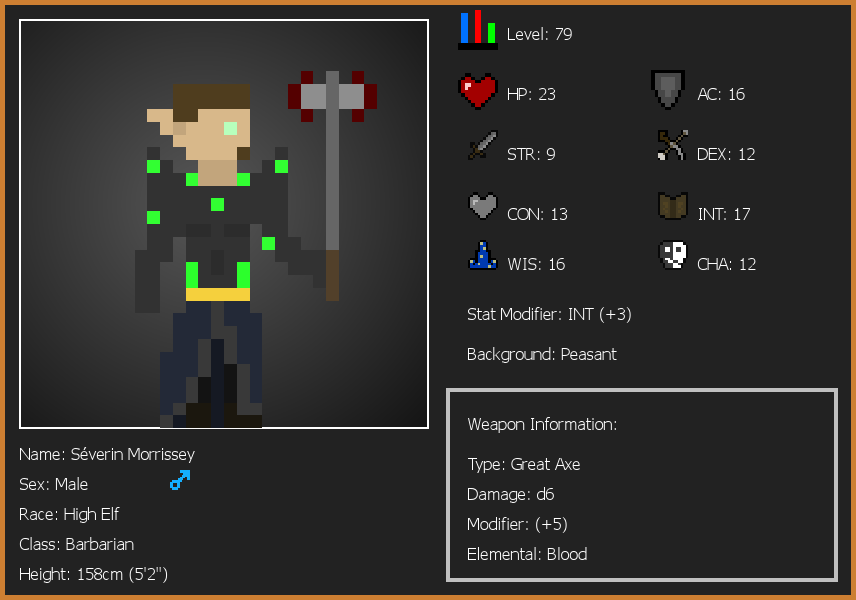 Level: 79
HP: 23
AC: 16
STR: 9
DEX: 12
CON: 13
INT: 17
WIS: 16
CHA: 12
Stat Modifier: INT (+3)
Background: Peasant
Weapon Information:
Type: Great Axe
Damage: d6
Modifier: (+5)
Elemental: Blood
Name: Séverin Morrissey
Sex: Male
Race: High Elf
Class: Barbarian
Height: 158cm (5'2")